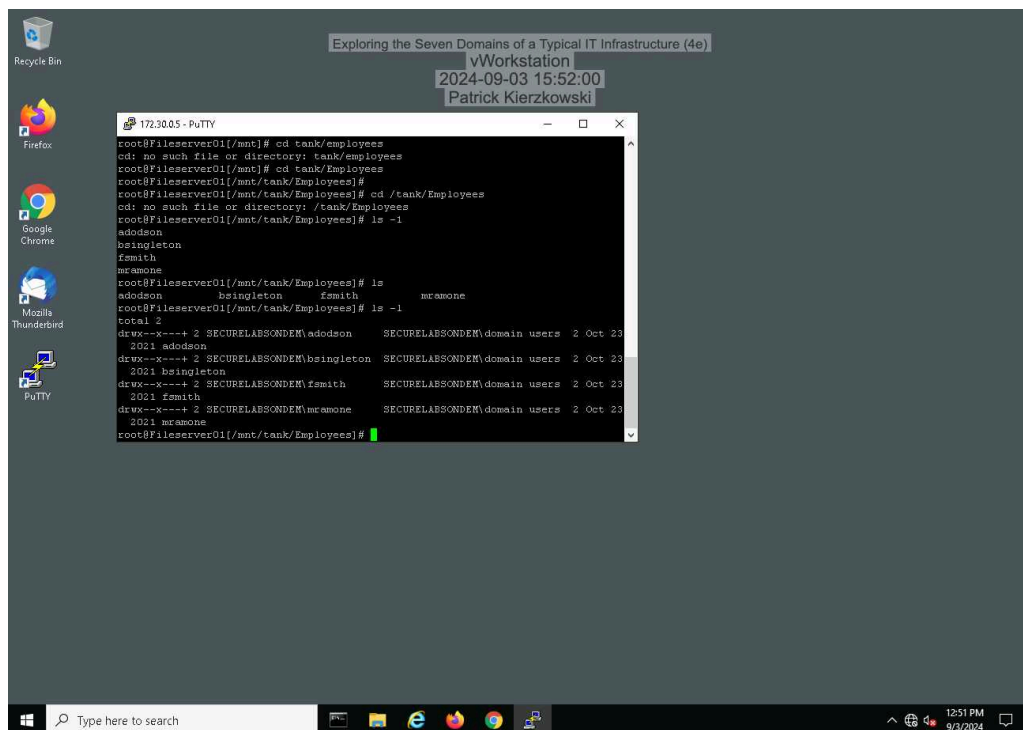 Exploring the Seven Domains of a Typical IT Infrastructure (4e)
vWorkstation
2024-09-03 15:52:00
Patrick Kierzkowski
Recycle Bin
Firefox
Google
Chrome
Mozilla
Thunderbird
PuTTY
172.30.0.5 - PuTTY
root@Fileserver01[/mnt]# cd tank/employees
cd: no such file or directory: tank/employees
root@Fileserver01[/mnt]# cd tank/Employees
root@Fileserver01[/mnt/tank/Employees]#
root@Fileserver01[/mnt/tank/Employees]# cd /tank/Employees
cd: no such file or directory: /tank/Employees
root@Fileserver01[/mnt/tank/Employees]# ls -1
adodson
bsingleton
fsmith
mramone
root@Fileserver01[/mnt/tank/Employees]# ls
adodson bsingleton fsmith mramone
root@Fileserver01[/mnt/tank/Employees]# ls -l
total 2
drwx--x---+ 2 SECURELABSONDEM\adodson SECURELABSONDEM\domain users 2 Oct 23
2021 adodson
drwx--x---+ 2 SECURELABSONDEM\bsingleton SECURELABSONDEM\domain users 2 Oct 23
2021 bsingleton
drwx--x---+ 2 SECURELABSONDEM\fsmith SECURELABSONDEM\domain users 2 Oct 23
2021 fsmith
drwx--x---+ 2 SECURELABSONDEM\mramone SECURELABSONDEM\domain users 2 Oct 23
2021 mramone
root@Fileserver01[/mnt/tank/Employees]#
Type here to search
12:51 PM
9/3/2024